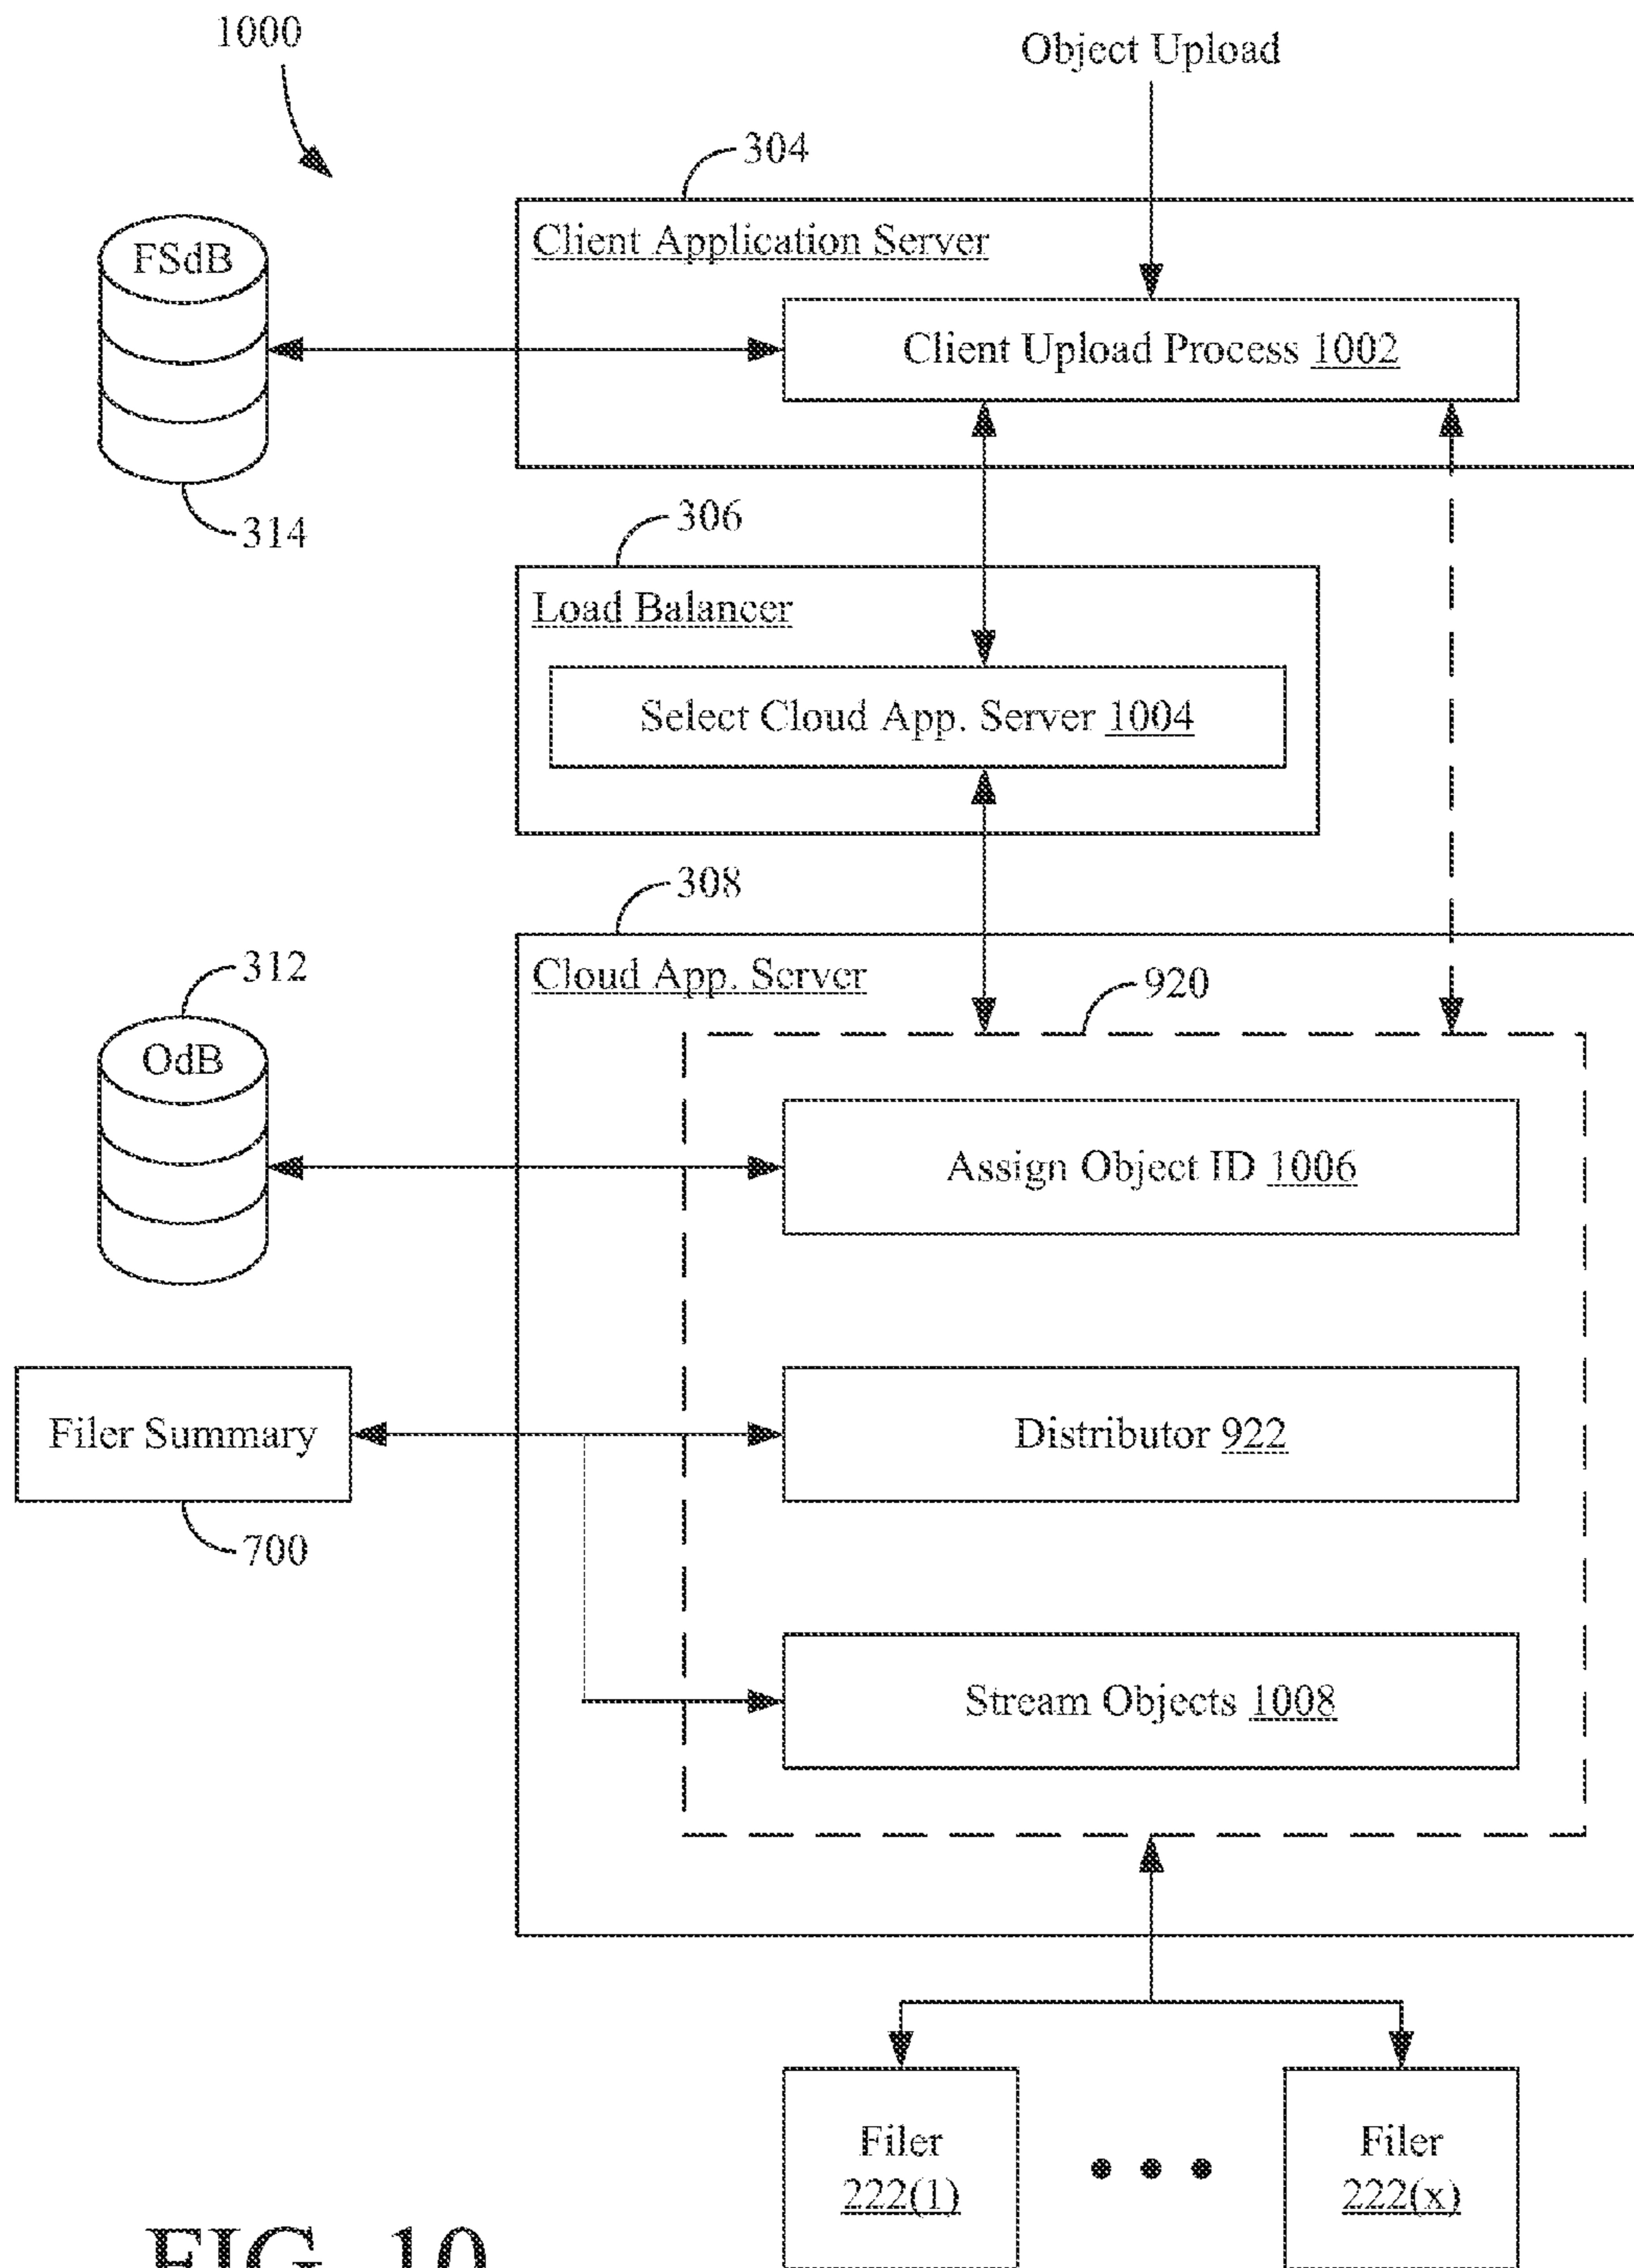 1000
Object Upload
304
Client Application Server
FSdB
Client Upload Process 1002
314
306
Load Balancer
Select Cloud App. Server 1004
308
312
Cloud App. Server
920
OdB
Assign Object ID 1006
Filer Summary
Distributor 922
700
Stream Objects 1008
Filer
222(1)
Filer
222(x)
FIG. 10